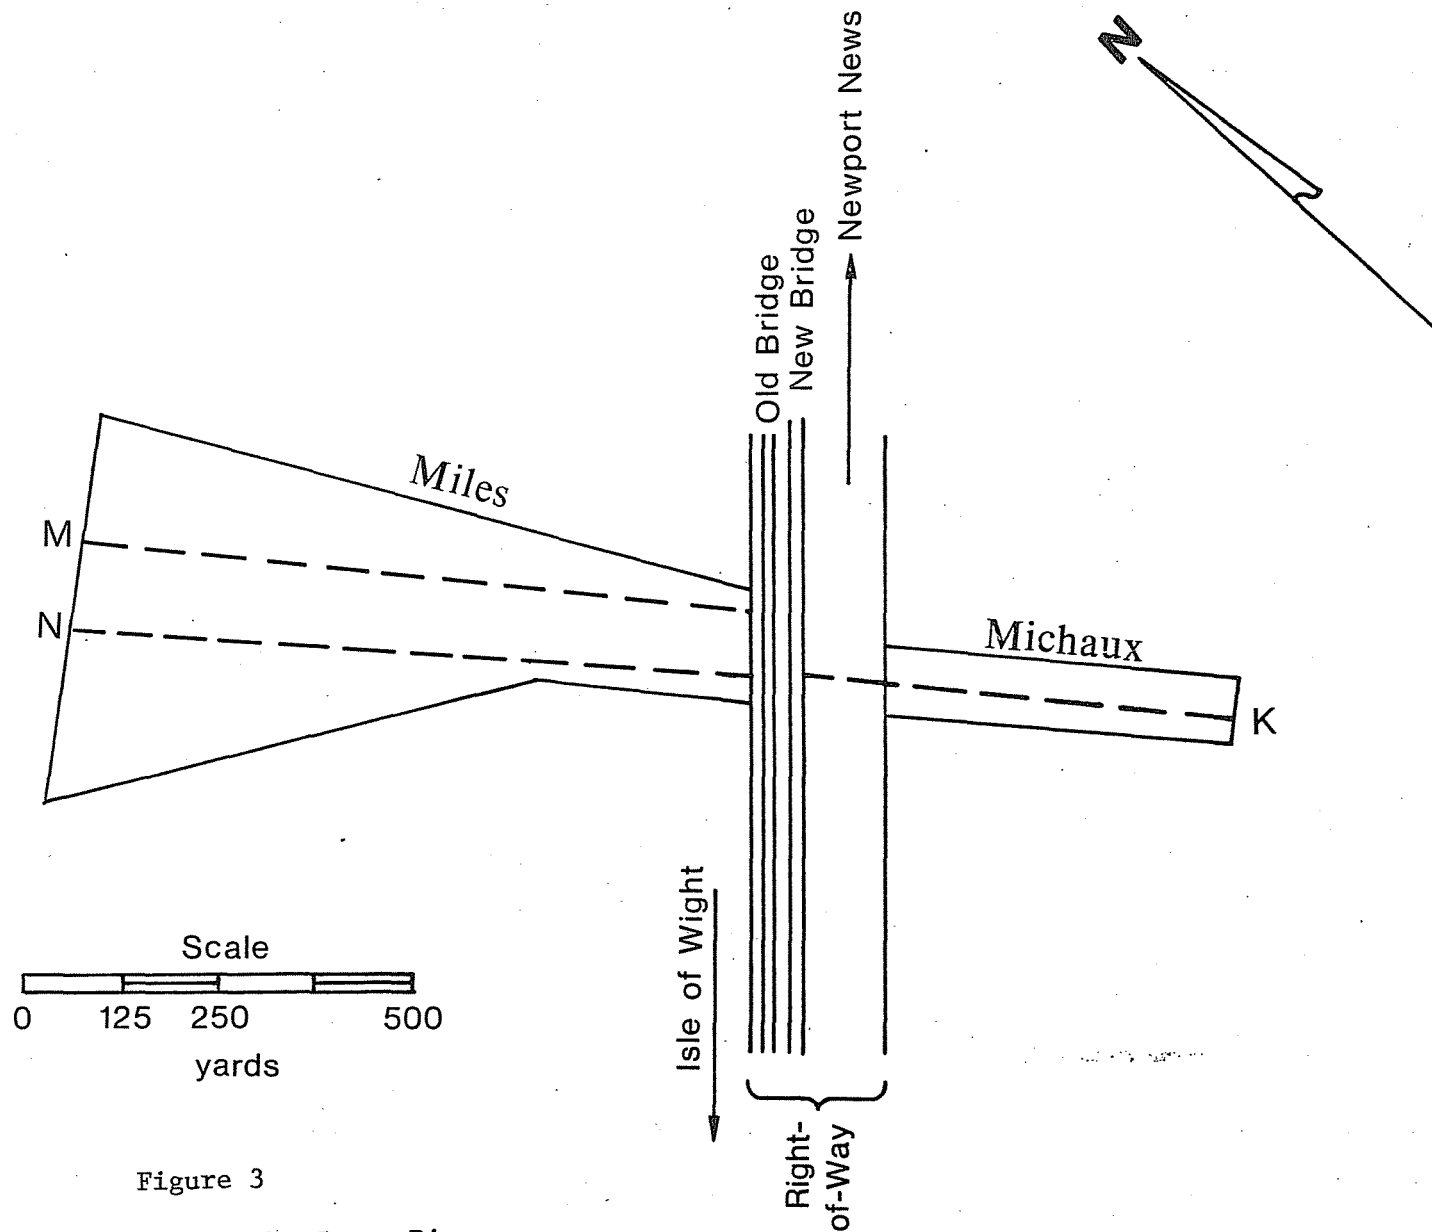 N
Newport News
Old Bridge
New Bridge
Miles
M
N
Michaux
K
Isle of Wight
Scale
0 125 250 500
yards
Right-
of-Way
Figure 3